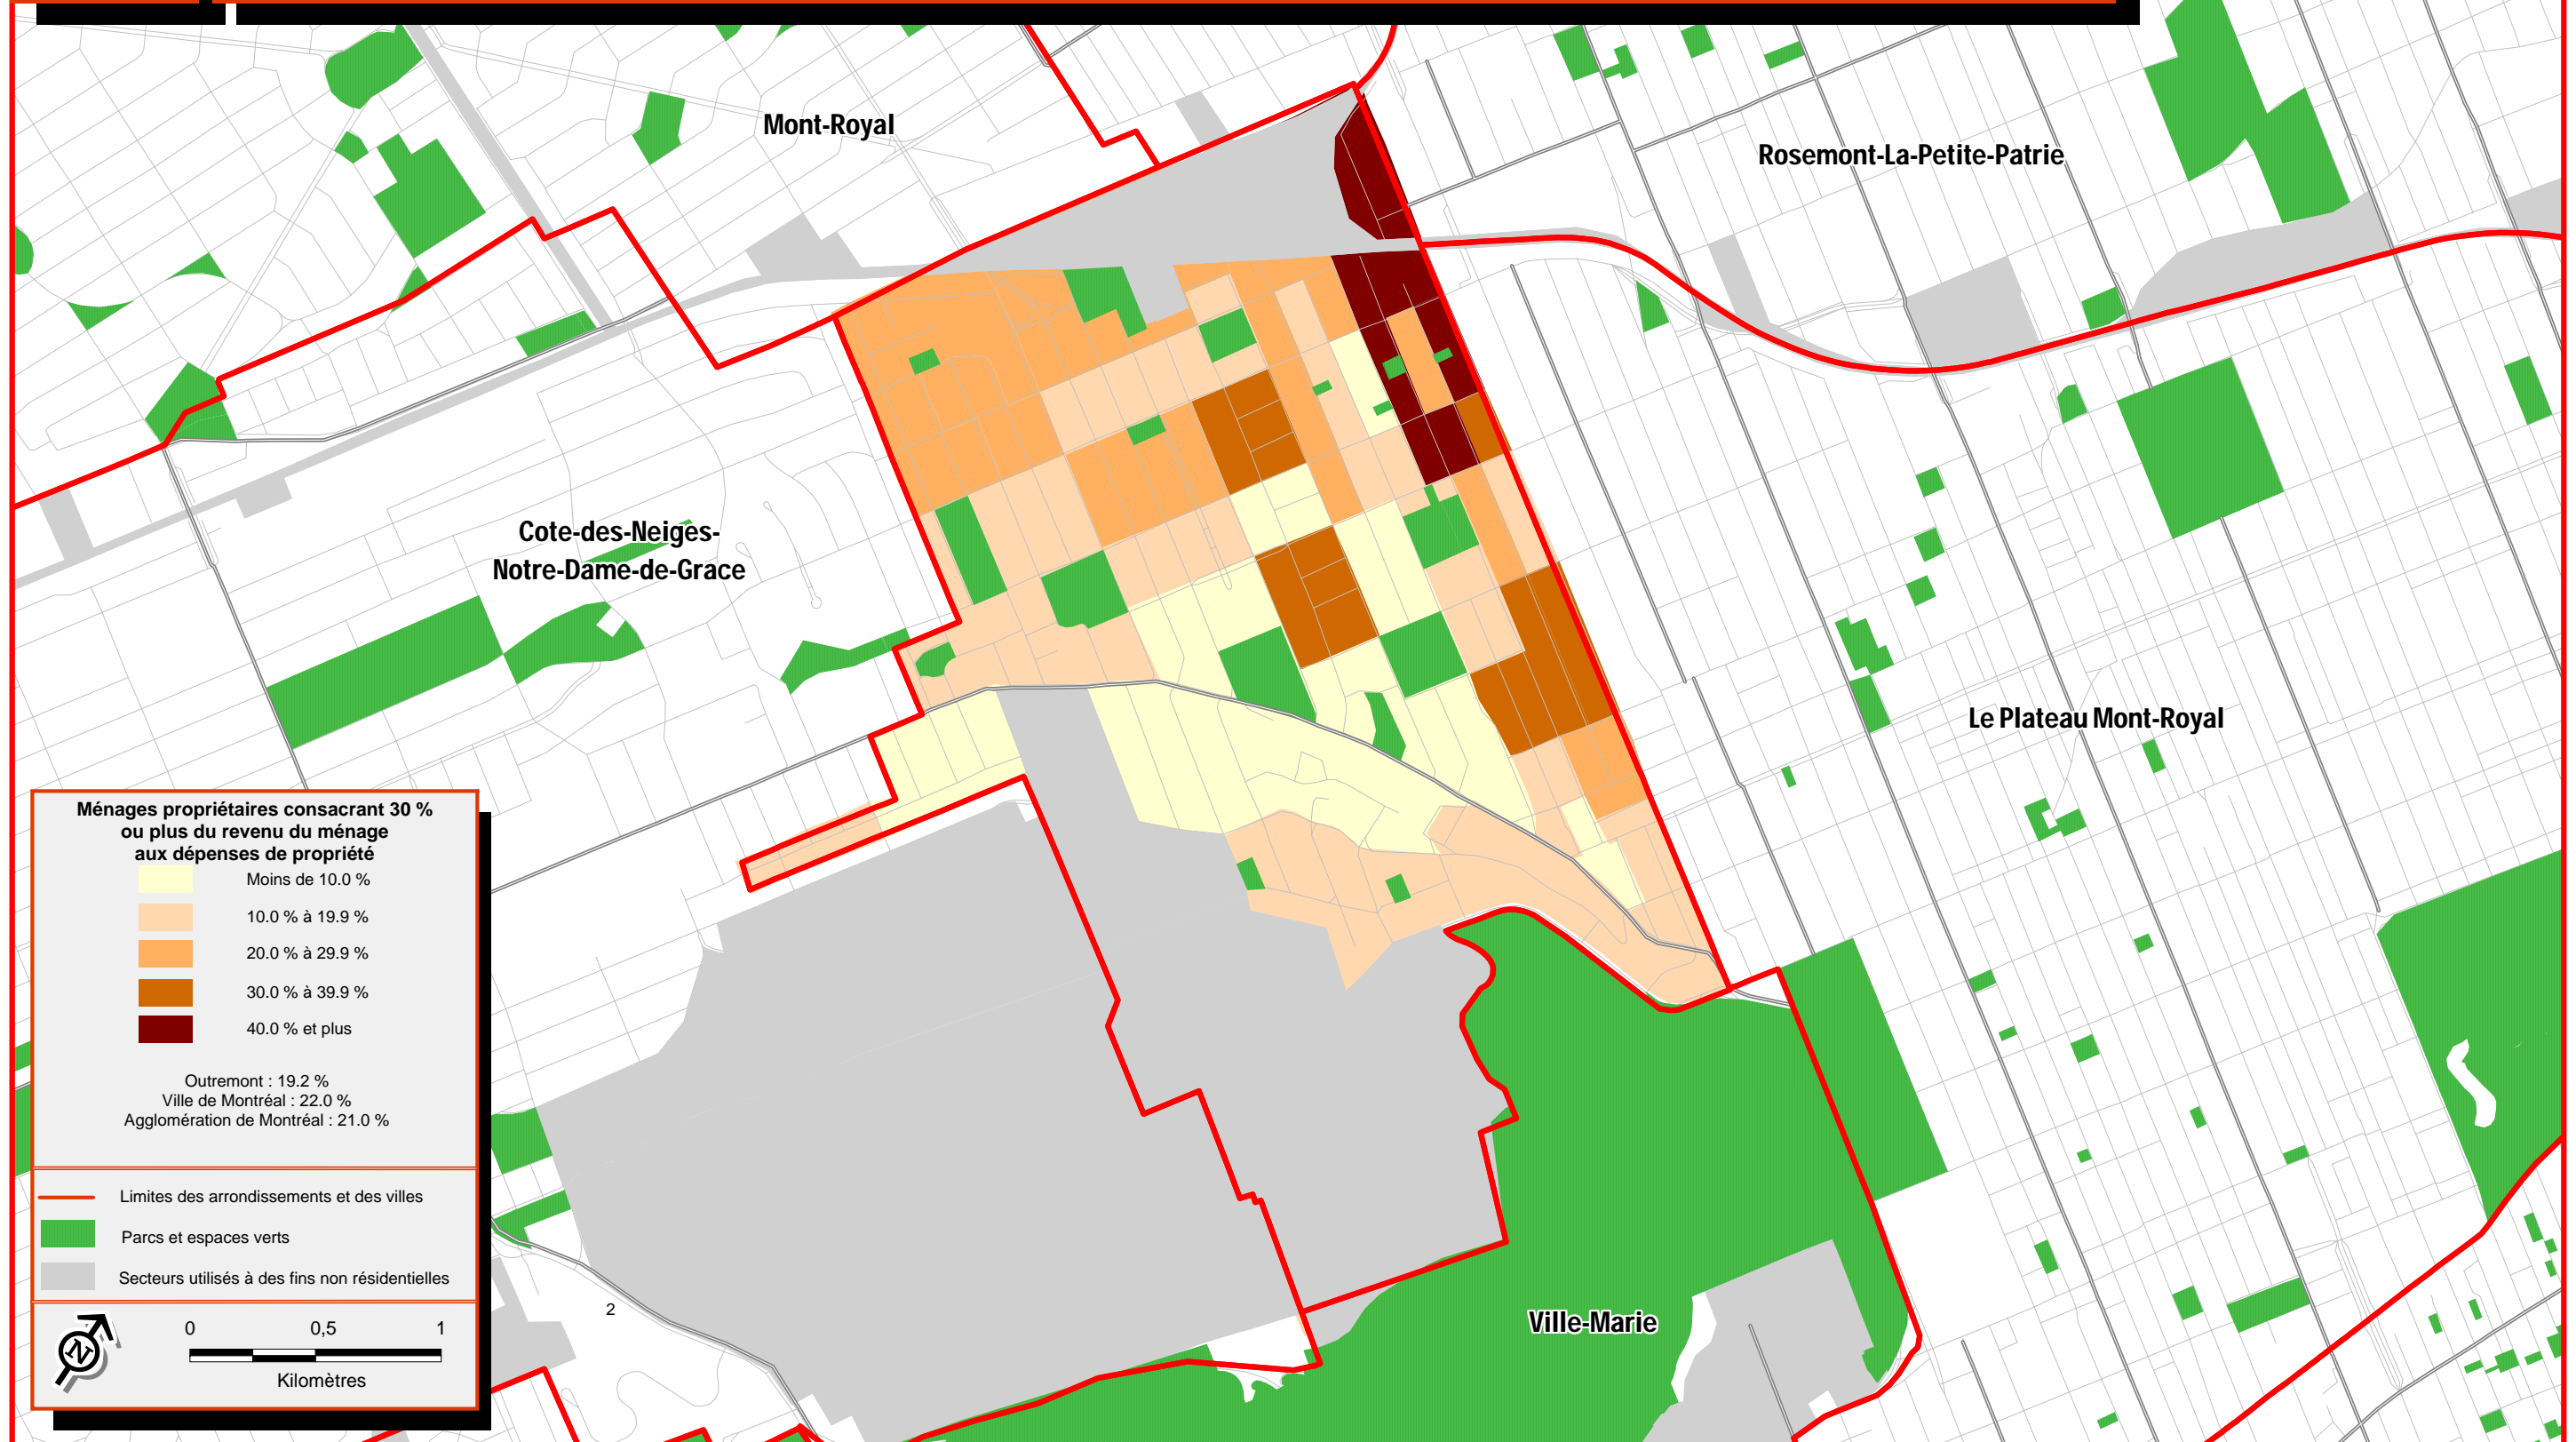 Mont-Royal
Rosemont-La-Petite-Patrie
Cote-des-Neiges-
Notre-Dame-de-Grace
Le Plateau Mont-Royal
Ville-Marie
Ménages propriétaires consacrant 30 %
ou plus du revenu du ménage
aux dépenses de propriété
Moins de 10.0 %
10.0 % à 19.9 %
20.0 % à 29.9 %
30.0 % à 39.9 %
40.0 % et plus
Outremont : 19.2 %
Ville de Montréal : 22.0 %
Agglomération de Montréal : 21.0 %
Limites des arrondissements et des villes
Parcs et espaces verts
Secteurs utilisés à des fins non résidentielles
N
0 0,5 1
Kilomètres
2